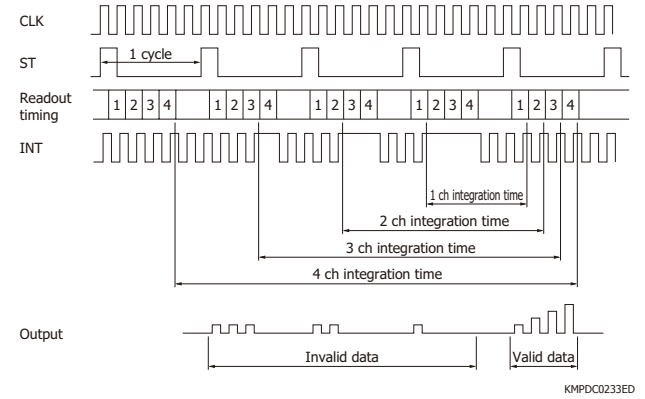 CLK
ST
1 cycle
Readout
timing
1 2 3 4 1 2 3 4 1 2 3 4 1 2 3 4 1 2 3 4
INT
1 ch integration time
2 ch integration time
3 ch integration time
4 ch integration time
Output
Invalid data
Valid data
KMPDC0233ED